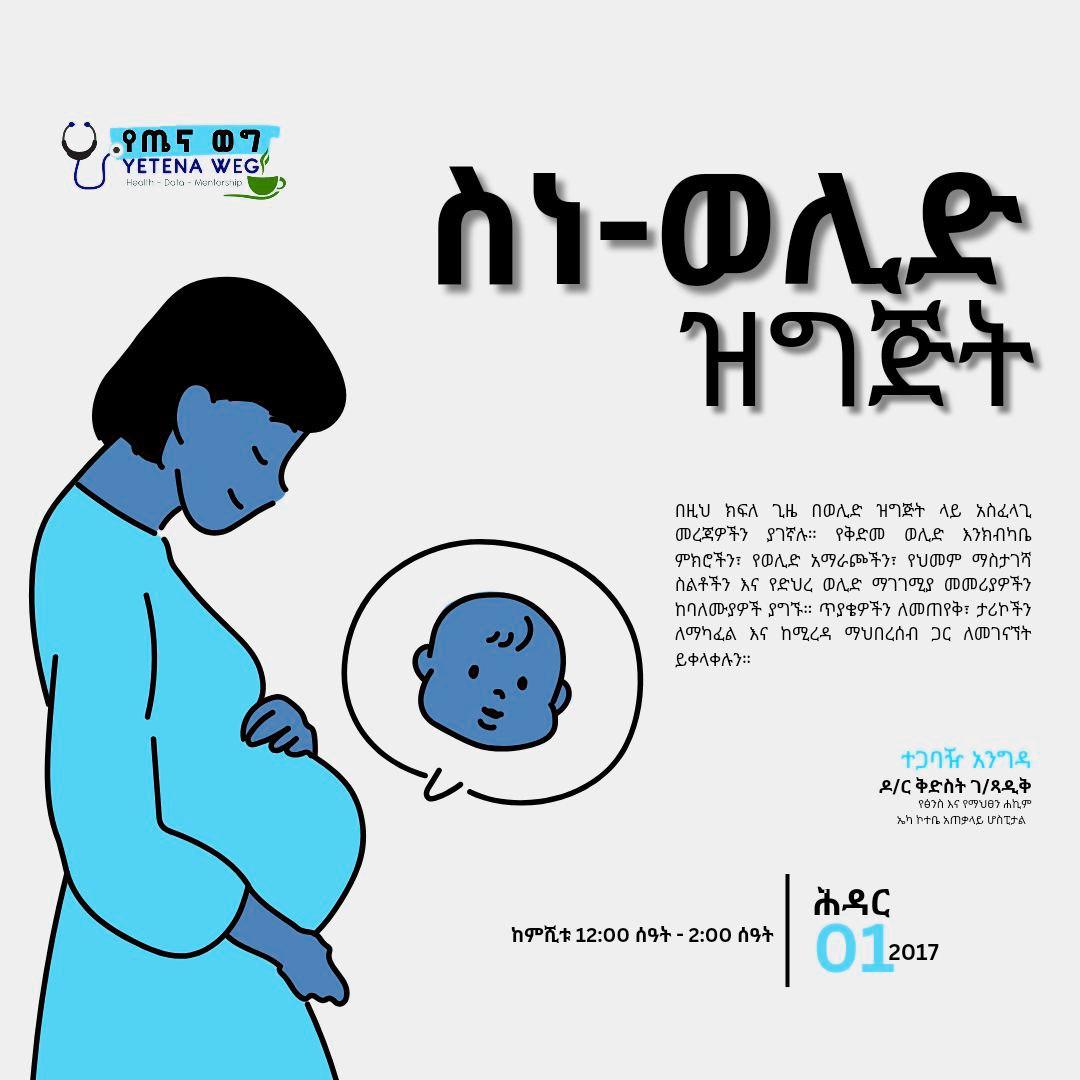 የጤና ወግ
YETENA WEG
Health - Data - Mentorship
ስነ-ወሊድ
ዝግጅት
በዚህ ክፍለ ጊዜ በወሊድ ዝግጅት ላይ አስፈላጊ
መረጃዎችን ያገኛሉ። የቅድመ ወሊድ እንክብካቤ
ምክሮችን፣ የወሊድ አማራጮችን፣ የህመም ማስታገሻ
ስልቶችን እና የድህረ ወሊድ ማገገሚያ መመሪያዎችን
ከባለሙያዎች ያግኙ። ጥያቄዎችን ለመጠየቅ፣ ታሪኮችን
ለማካፈል እና ከሚረዳ ማህበረሰብ ጋር ለመገናኘት
ይቀላቀሉን።
ተጋባዥ እንግዳ
ዶ/ር ቅድስት ገ/ጻዲቅ
የፅንስ እና የማህፀን ሐኪም
ኤካ ኮተቤ አጠቃላይ ሆስፒታል
ከምሺቱ 12:00 ሰዓት - 2:00 ሰዓት
ሕዳር
01 2017